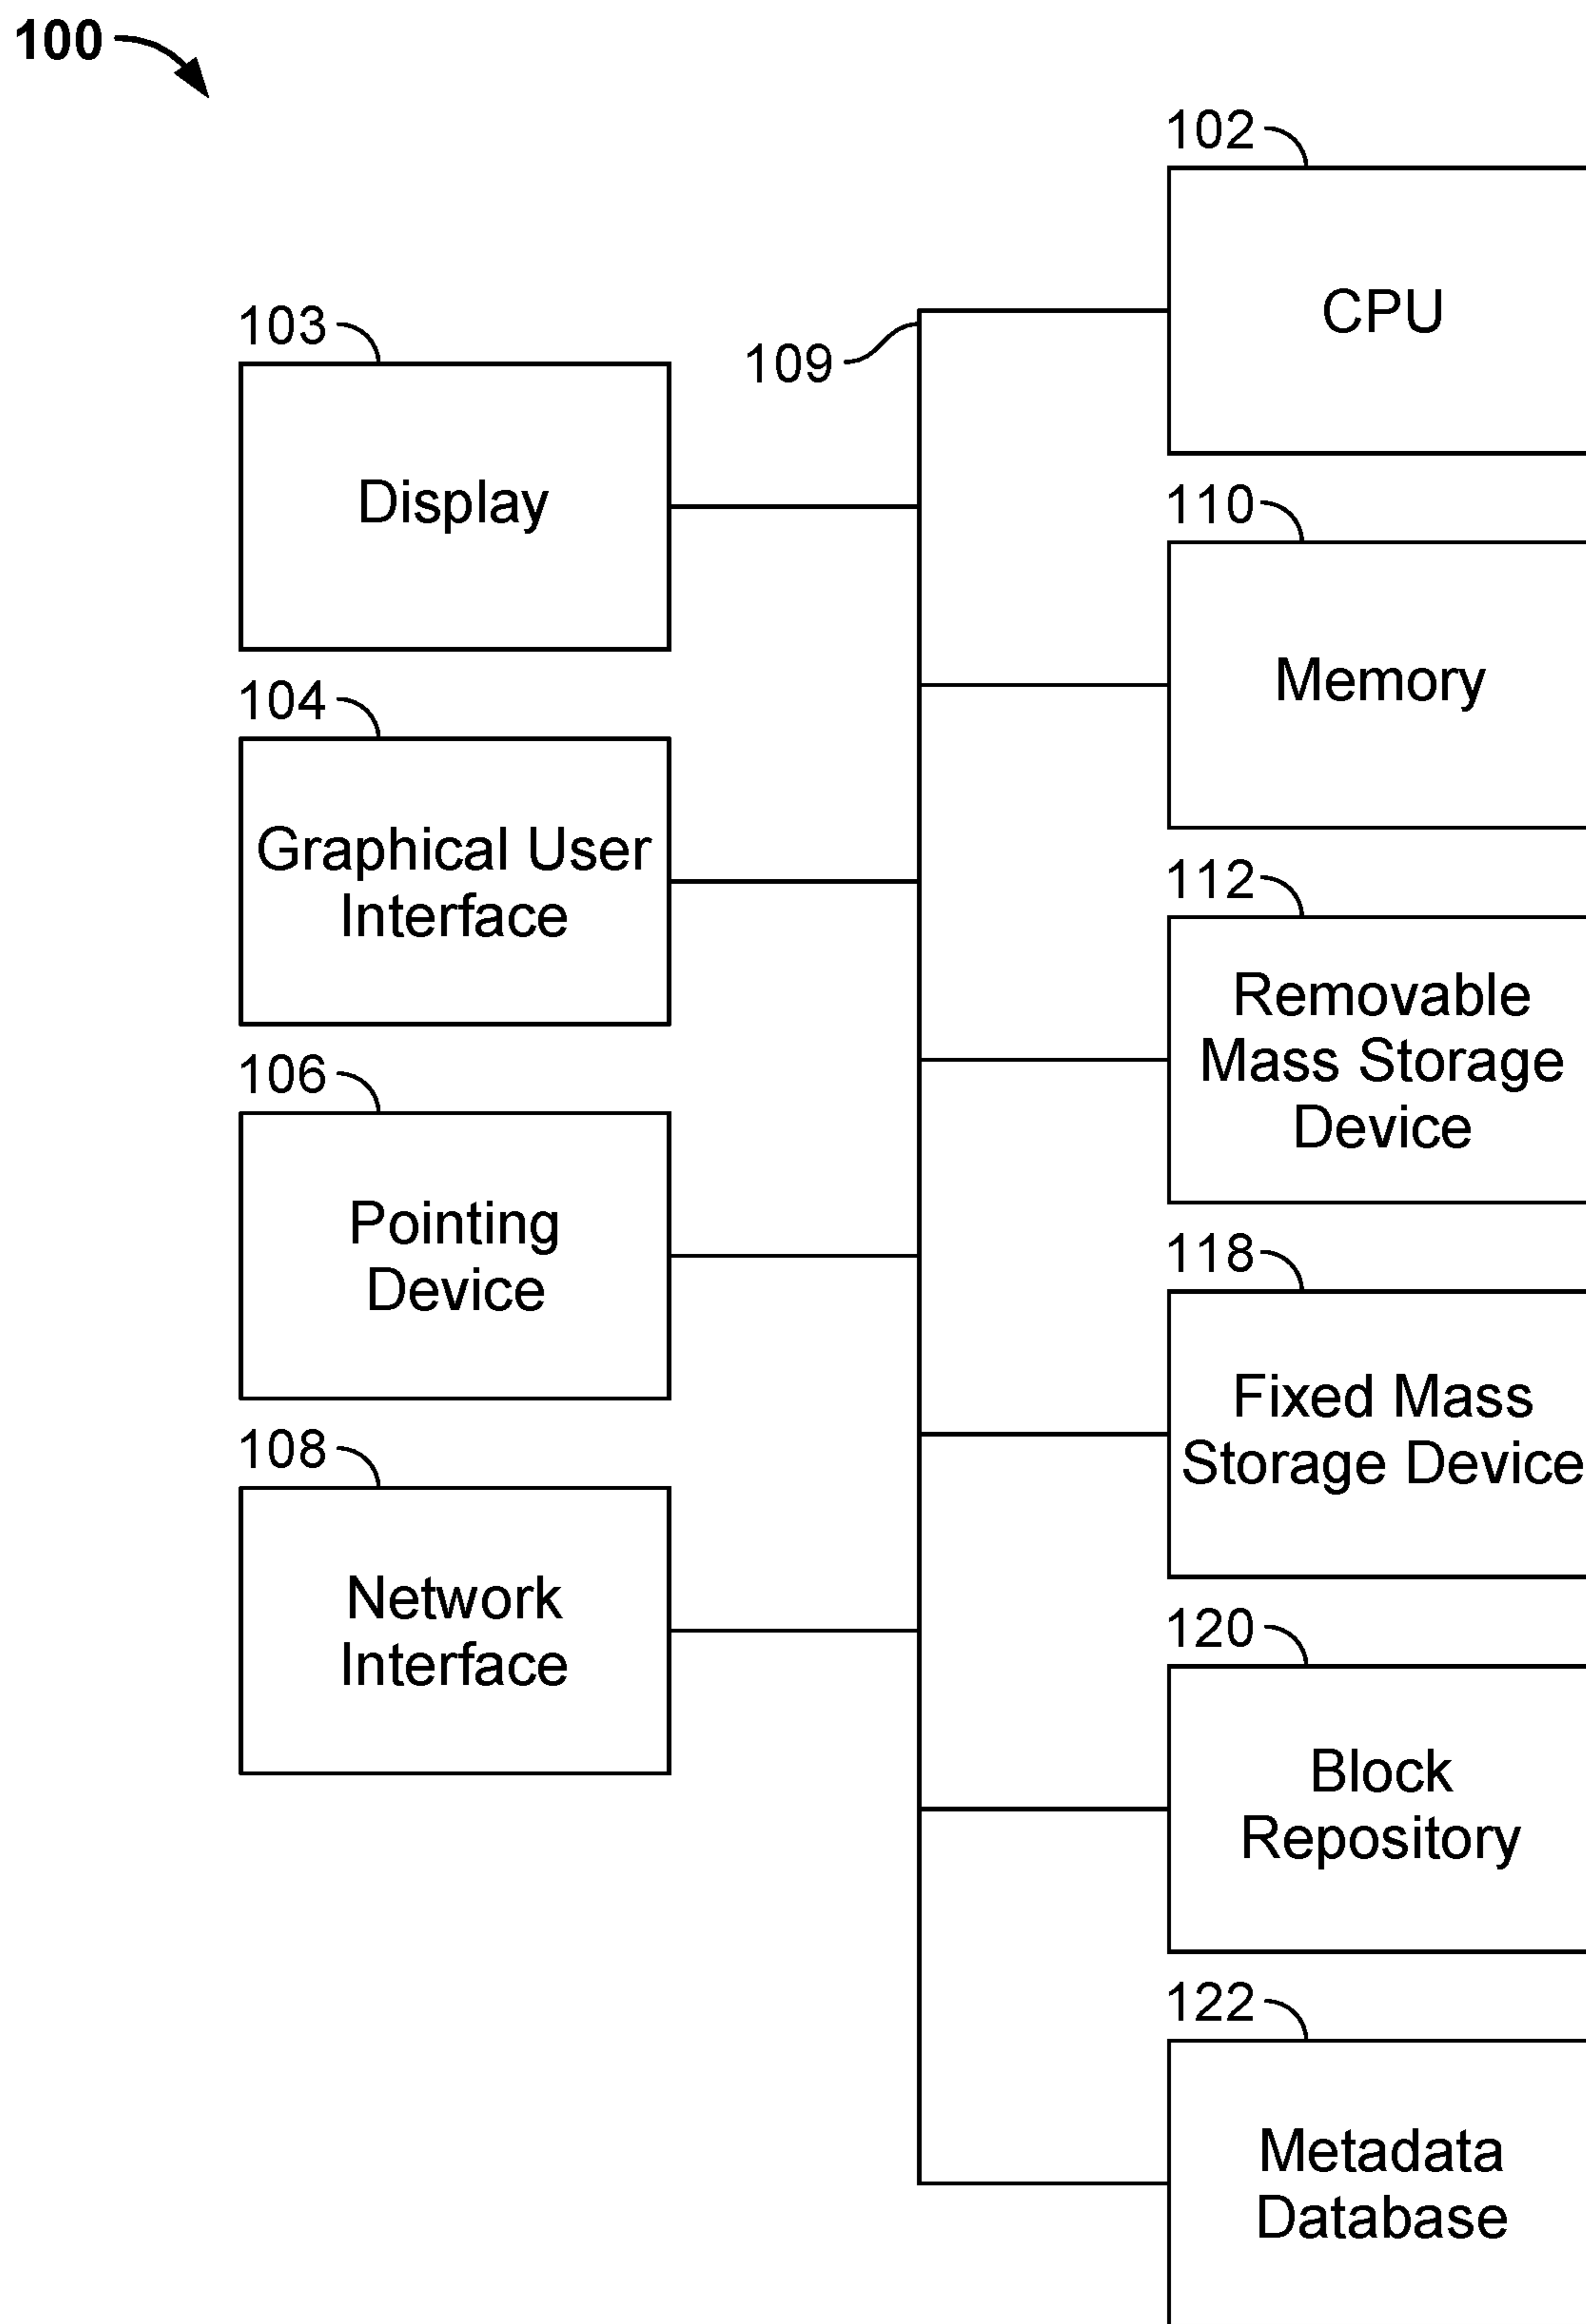 100
102
CPU
103
Display
109
110
Memory
104
Graphical User
Interface
112
Removable
Mass Storage
Device
106
Pointing
Device
118
Fixed Mass
Storage Device
108
Network
Interface
120
Block
Repository
122
Metadata
Database